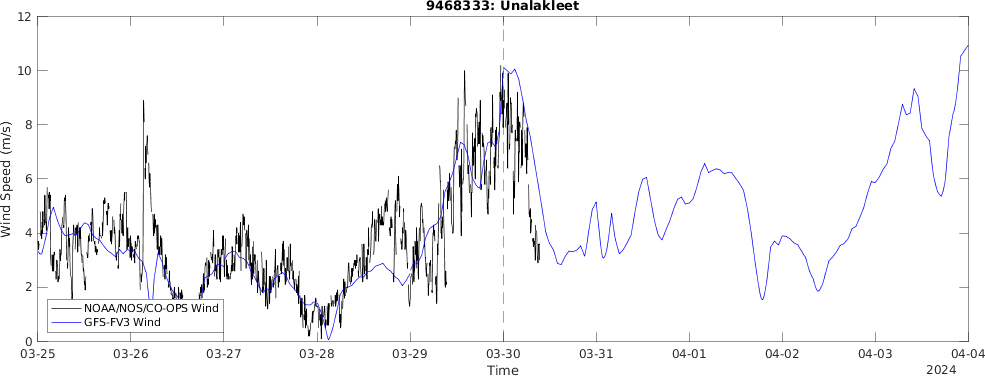 9468333: Unalakleet
12
10
8
6
4
2
0
Wind Speed (m/s)
NOAA/NOS/CO-OPS Wind
GFS-FV3 Wind
03-25 03-26 03-27 03-28 03-29 03-30 03-31 04-01 04-02 04-03 04-04
Time
2024